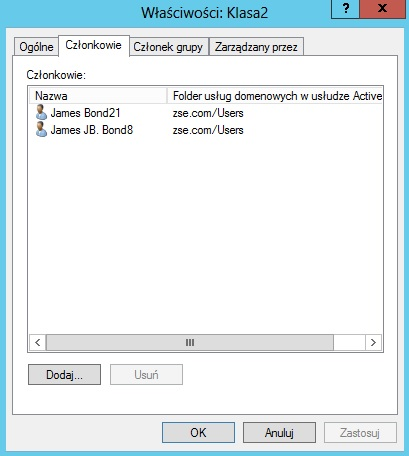 Właściwości: Klasa2
? x
Ogólne Członkowie Członek grupy Zarządzany przez
Członkowie:
Nazwa Folder usług domenowych w usłudze Active
James Bond21 zse.com/Users
James JB. Bond8 zse.com/Users
Dodaj... Usuń
OK Anuluj Zastosuj